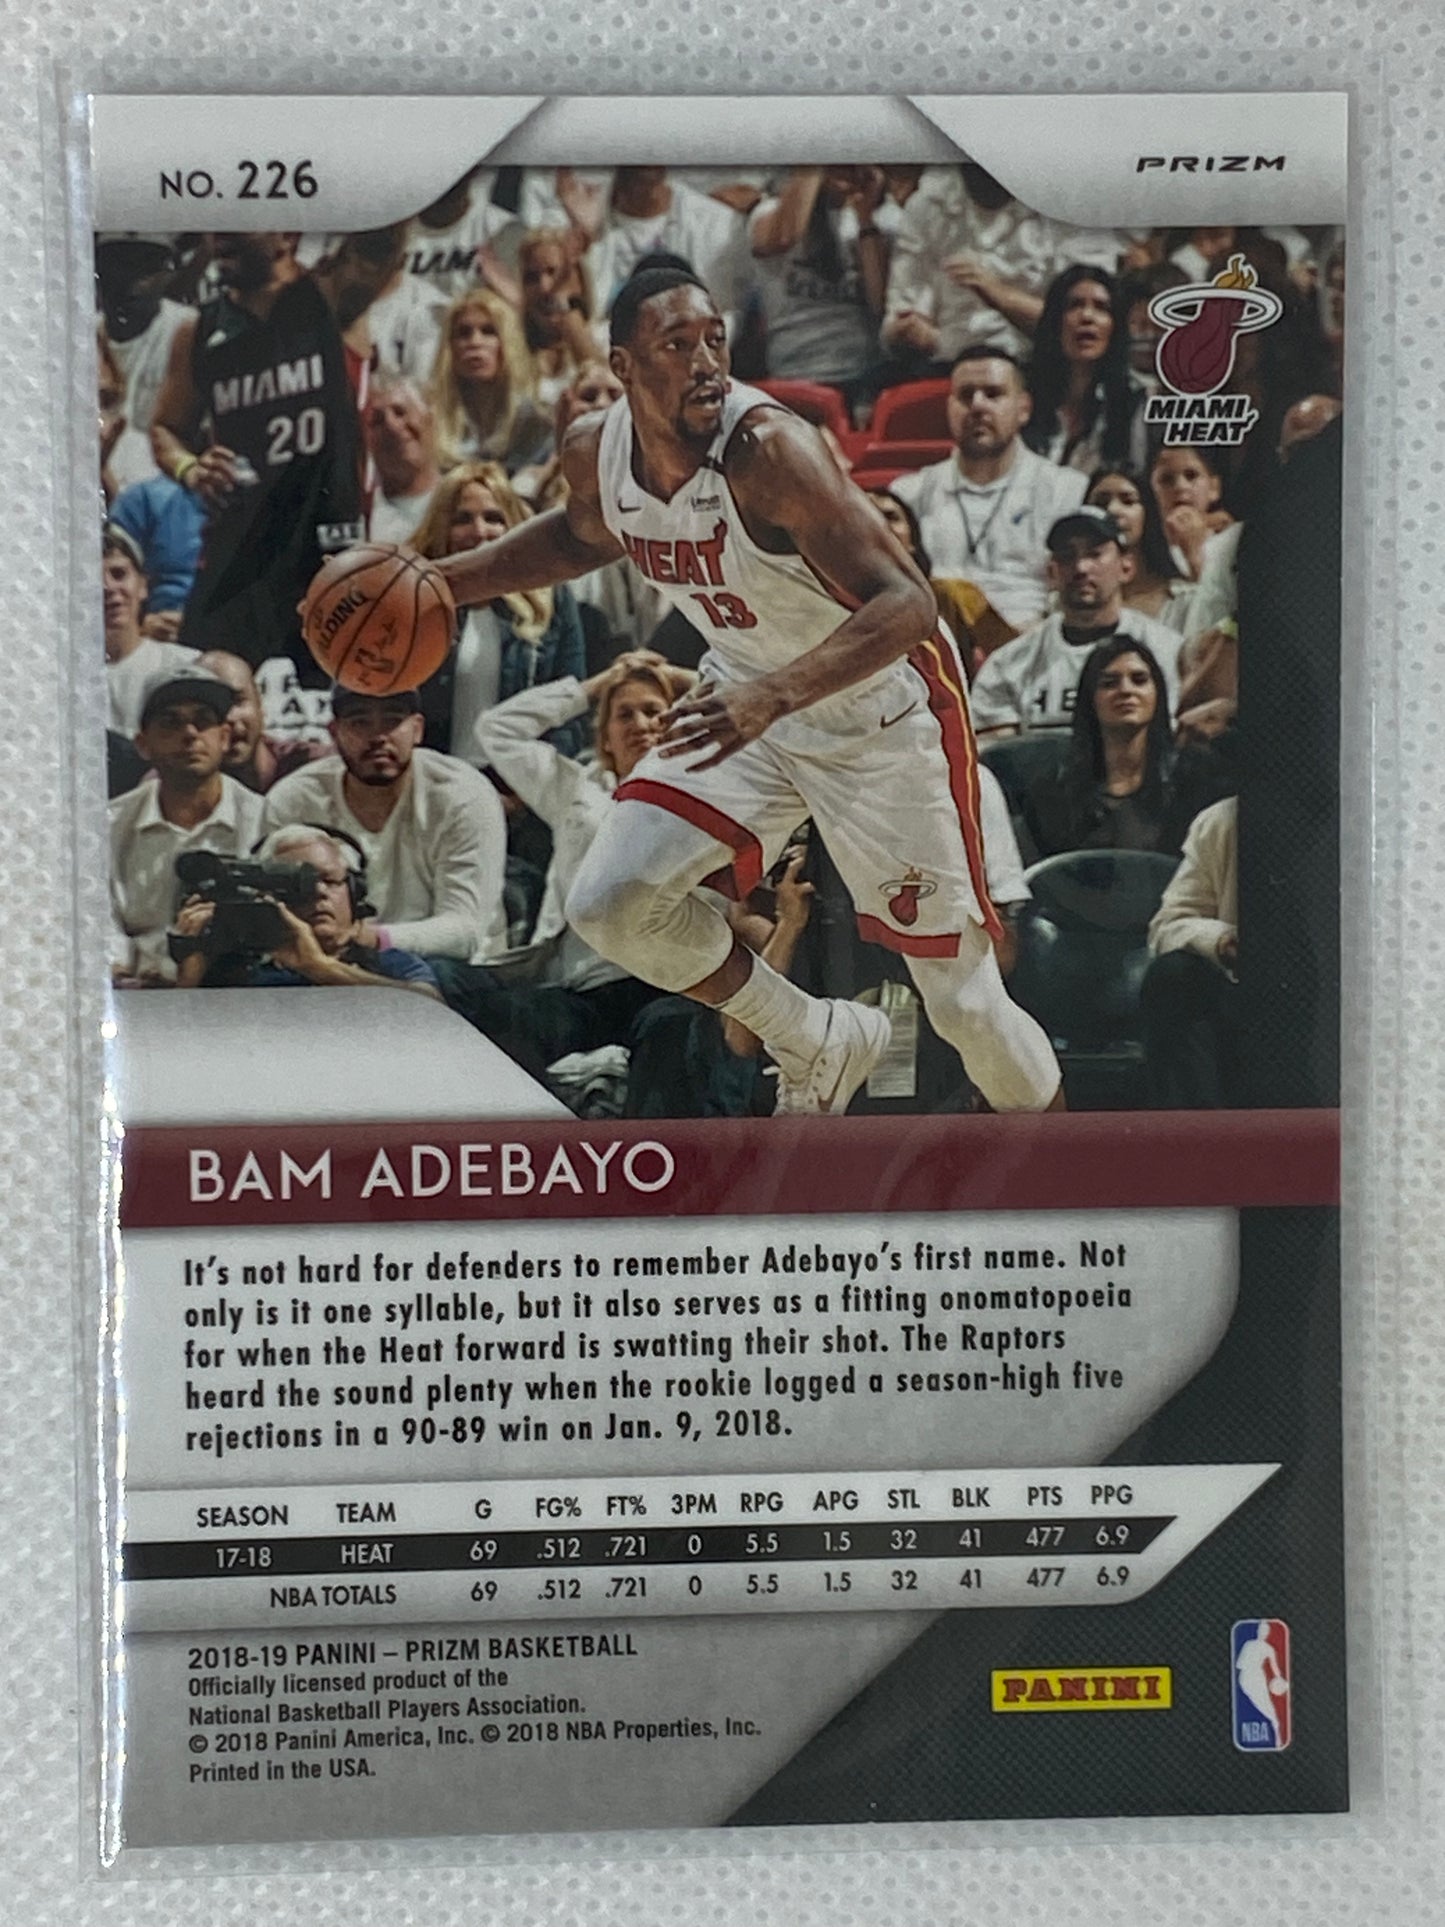 NO. 226
PRIZM
MIAMI
HEAT
MIAMI
20
SPALDING
HEAT
13
BAM ADEBAYO
It's not hard for defenders to remember Adebayo's first name. Not
only is it one syllable, but it also serves as a fitting onomatopoeia
for when the Heat forward is swatting their shot. The Raptors
heard the sound plenty when the rookie logged a season-high five
rejections in a 90-89 win on Jan. 9, 2018.
SEASON TEAM G FG% FT% 3PM RPG APG STL BLK PTS PPG
17-18 HEAT 69 .512 .721 0 5.5 1.5 32 41 477 6.9
NBA TOTALS 69 .512 .721 0 5.5 1.5 32 41 477 6.9
2018-19 PANINI – PRIZM BASKETBALL
Officially licensed product of the
National Basketball Players Association.
© 2018 Panini America, Inc. © 2018 NBA Properties, Inc.
Printed in the USA.
PANINI
NBA